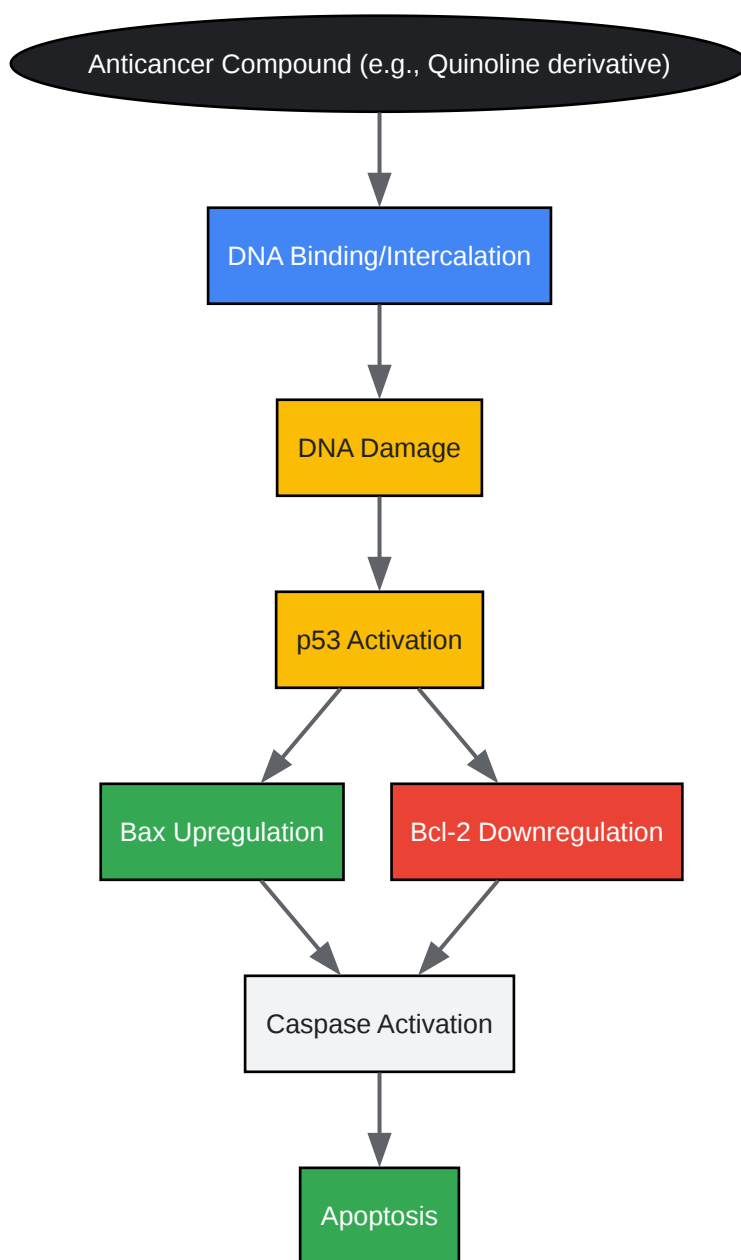 Anticancer Compound (e.g., Quinoline derivative)
DNA Binding/Intercalation
DNA Damage
p53 Activation
Bax Upregulation
Bcl-2 Downregulation
Caspase Activation
Apoptosis